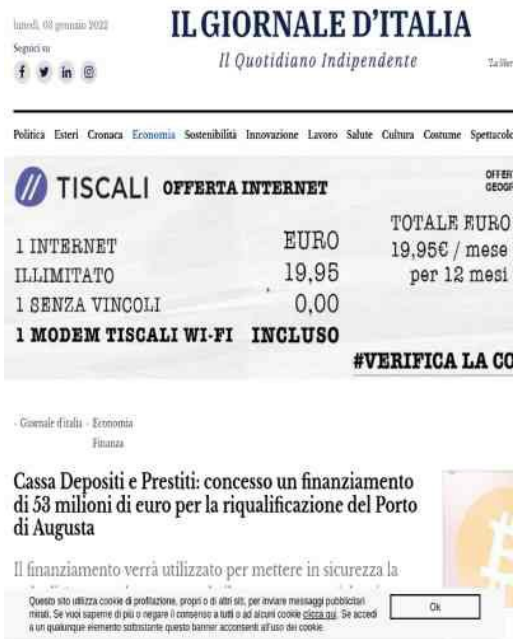 lunedì, 03 gennaio 2022
Seguici su
IL GIORNALE D'ITALIA
Il Quotidiano Indipendente
Politica Esteri Cronaca Economia Sostenibilità Innovazione Lavoro Salute Cultura Costume Spettacolo
TISCALI OFFERTA INTERNET
1 INTERNET EURO
ILLIMITATO 19,95
1 SENZA VINCOLI 0,00
1 MODEM TISCALI WI-FI INCLUSO
TOTALE EURO
19,95€ / mese
per 12 mesi
#VERIFICA LA CO
- Giornale d'italia - Economia
Finanza
Cassa Depositi e Prestiti: concesso un finanziamento
di 53 milioni di euro per la riqualificazione del Porto
di Augusta
Il finanziamento verrà utilizzato per mettere in sicurezza la
Questo sito utilizza cookie di profilazione, propri o di altri siti, per inviare messaggi pubblicitari
mirati. Se vuoi saperne di più o negare il consenso a tutti o ad alcuni cookie clicca qui. Se accedi
a un qualunque elemento sottostante questo banner acconsenti all'uso dei cookie.
Ok